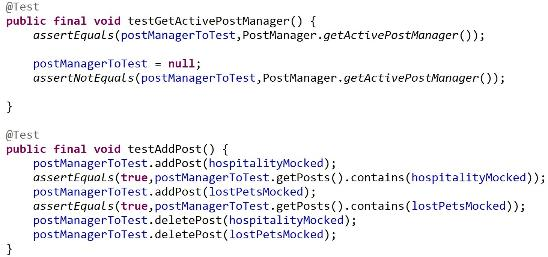 @Test
public final void testGetActivePostManager() {
    assertEquals(postManagerToTest,PostManager.getActivePostManager());

    postManagerToTest = null;
    assertNotEquals(postManagerToTest,PostManager.getActivePostManager());

}

@Test
public final void testAddPost() {
    postManagerToTest.addPost(hospitalityMocked);
    assertEquals(true,postManagerToTest.getPosts().contains(hospitalityMocked));
    postManagerToTest.addPost(lostPetsMocked);
    assertEquals(true,postManagerToTest.getPosts().contains(lostPetsMocked));
    postManagerToTest.deletePost(hospitalityMocked);
    postManagerToTest.deletePost(lostPetsMocked);
}